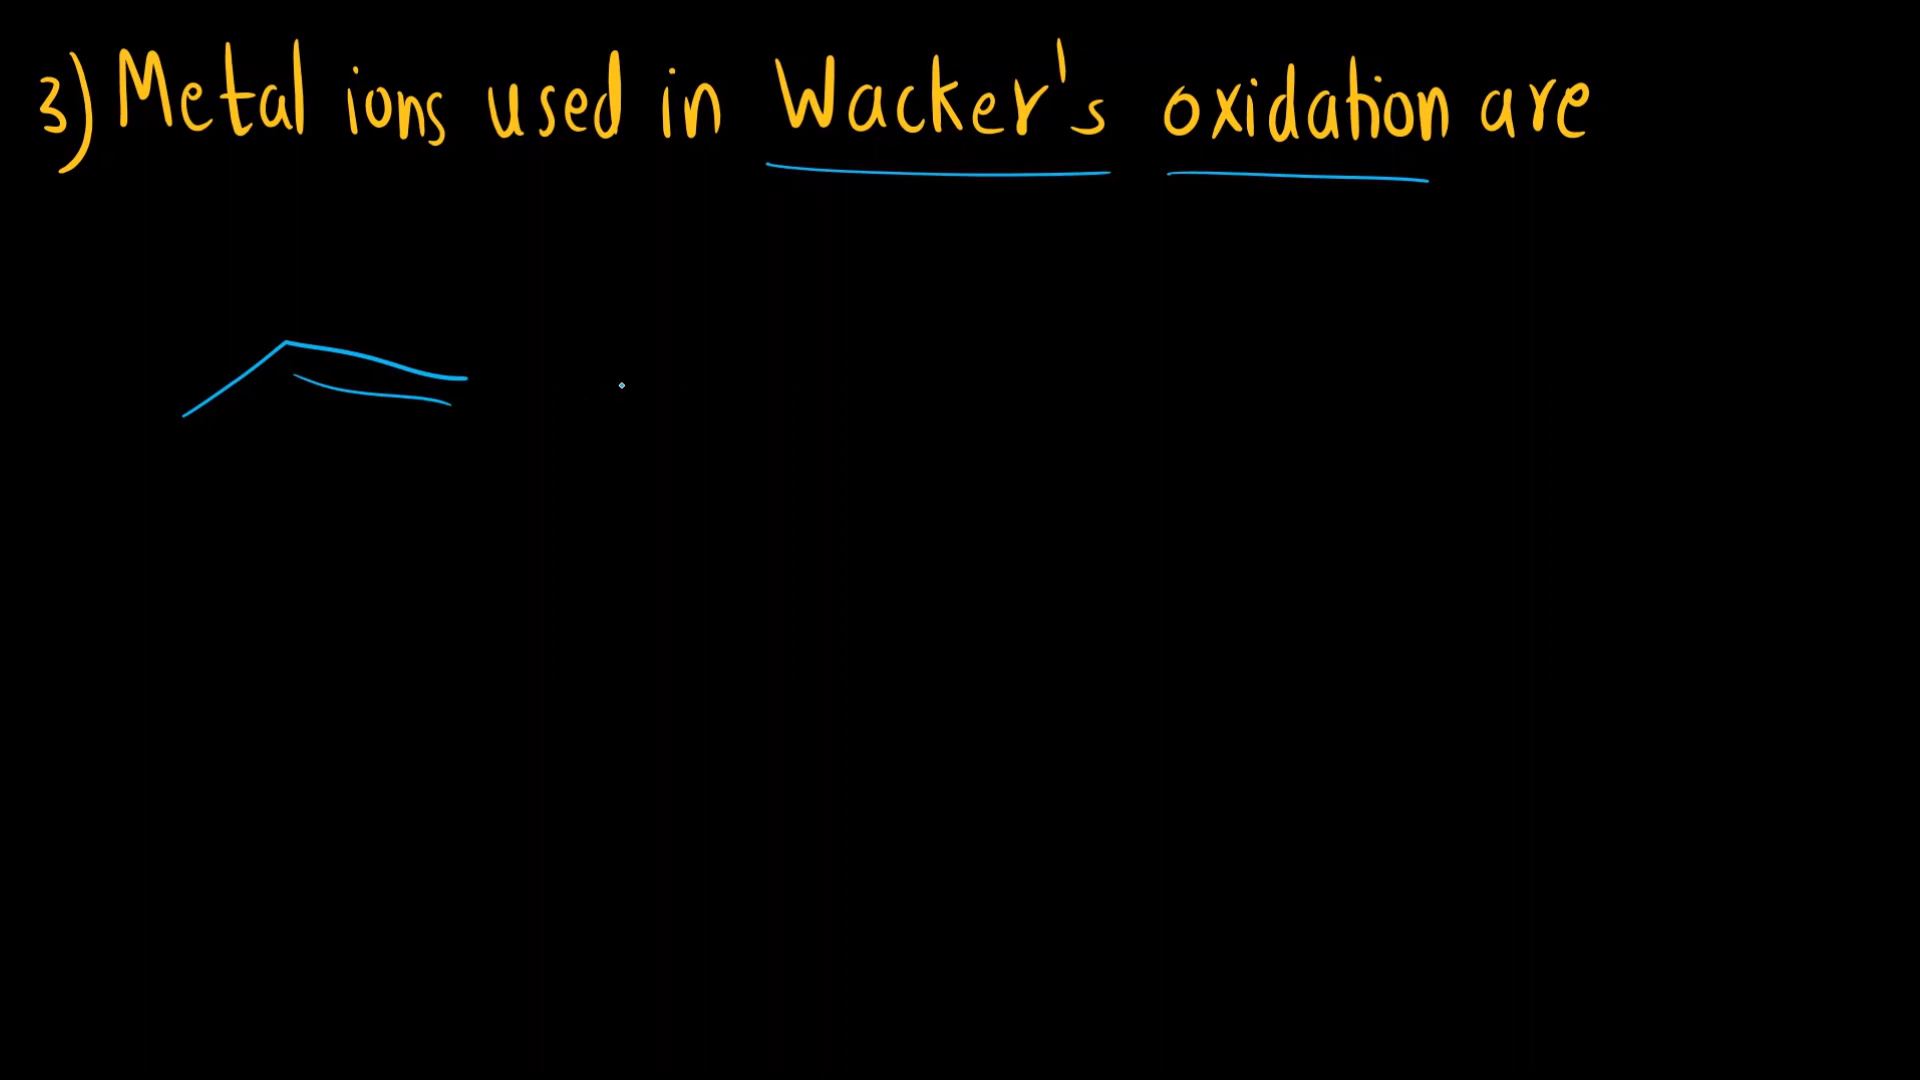 3) Metal ions used in Wacker's oxidation are